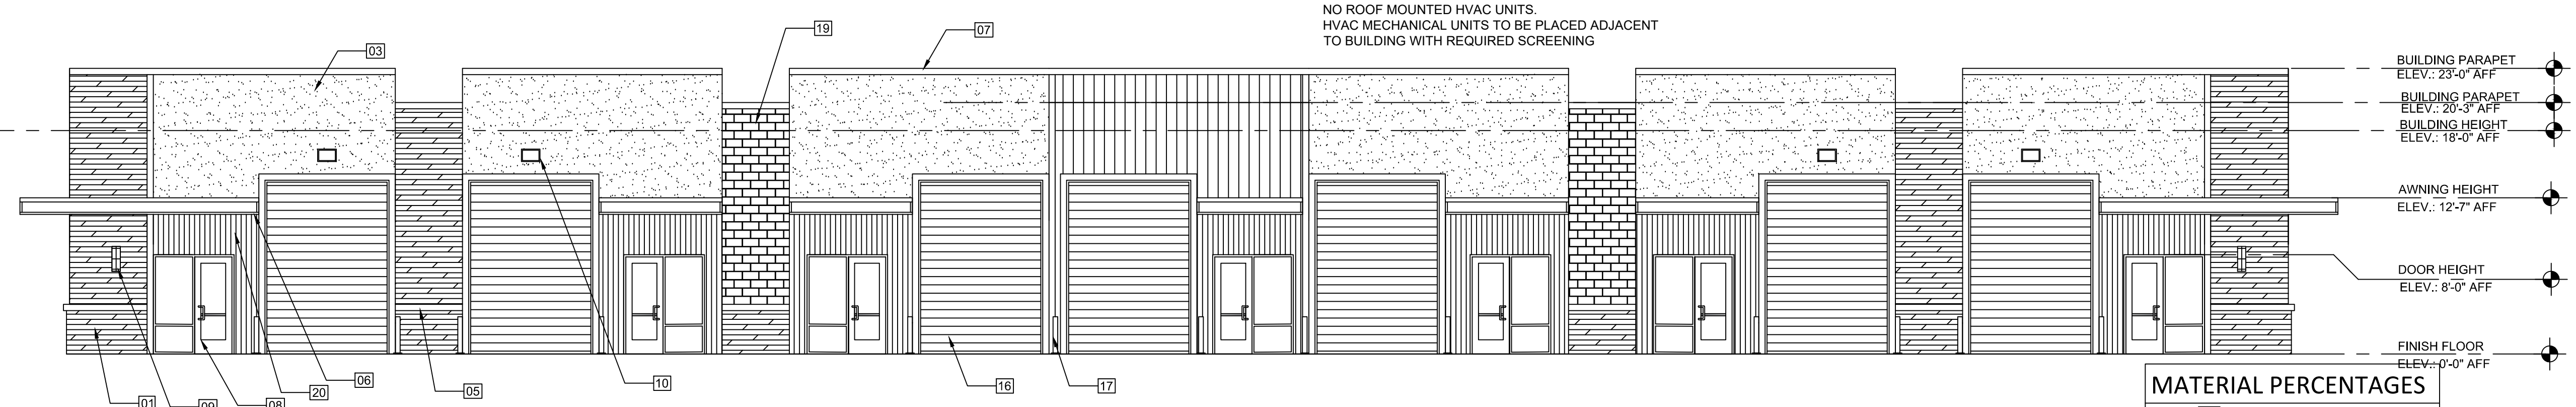 NO ROOF MOUNTED HVAC UNITS.
HVAC MECHANICAL UNITS TO BE PLACED ADJACENT
TO BUILDING WITH REQUIRED SCREENING
19
07
03
BUILDING PARAPET
ELEV.: 23'-0" AFF
BUILDING PARAPET
ELEV.: 20'-3" AFF
BUILDING HEIGHT
ELEV.: 18'-0" AFF
AWNING HEIGHT
ELEV.: 12'-7" AFF
DOOR HEIGHT
ELEV.: 8'-0" AFF
FINISH FLOOR
ELEV.: 0'-0" AFF
01
09
08
20
06
05
10
16
17
MATERIAL PERCENTAGES